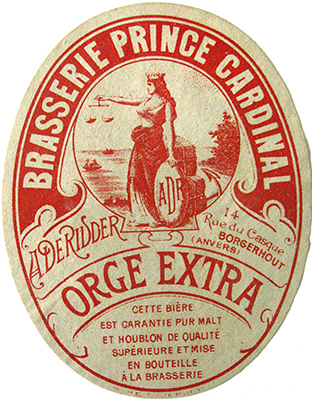 BRASSERIE PRINCE CARDINAL
ADR
A. DE RIDDER
14
Rue du Casque
BORGERHOUT
(ANVERS)
ORGE EXTRA
CETTE BIÈRE
EST GARANTIE PUR MALT
ET HOUBLON DE QUALITÉ
SUPÉRIEURE ET MISE
EN BOUTEILLE
À LA BRASSERIE